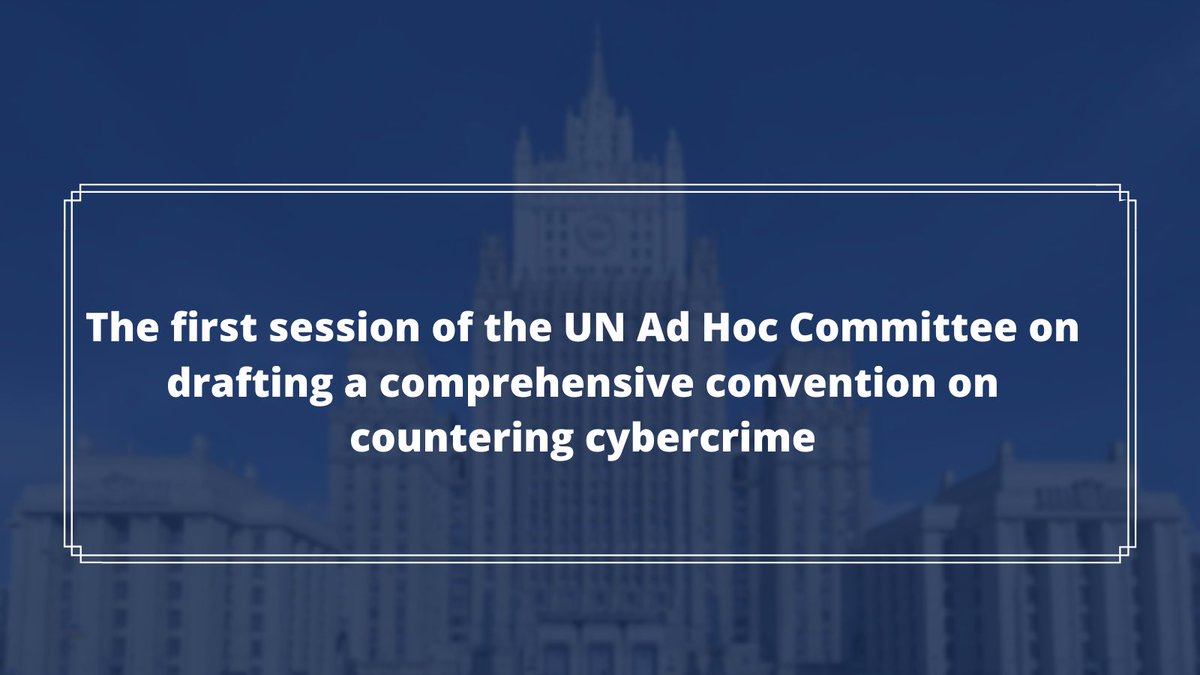 The first session of the UN Ad Hoc Committee on
drafting a comprehensive convention on
countering cybercrime